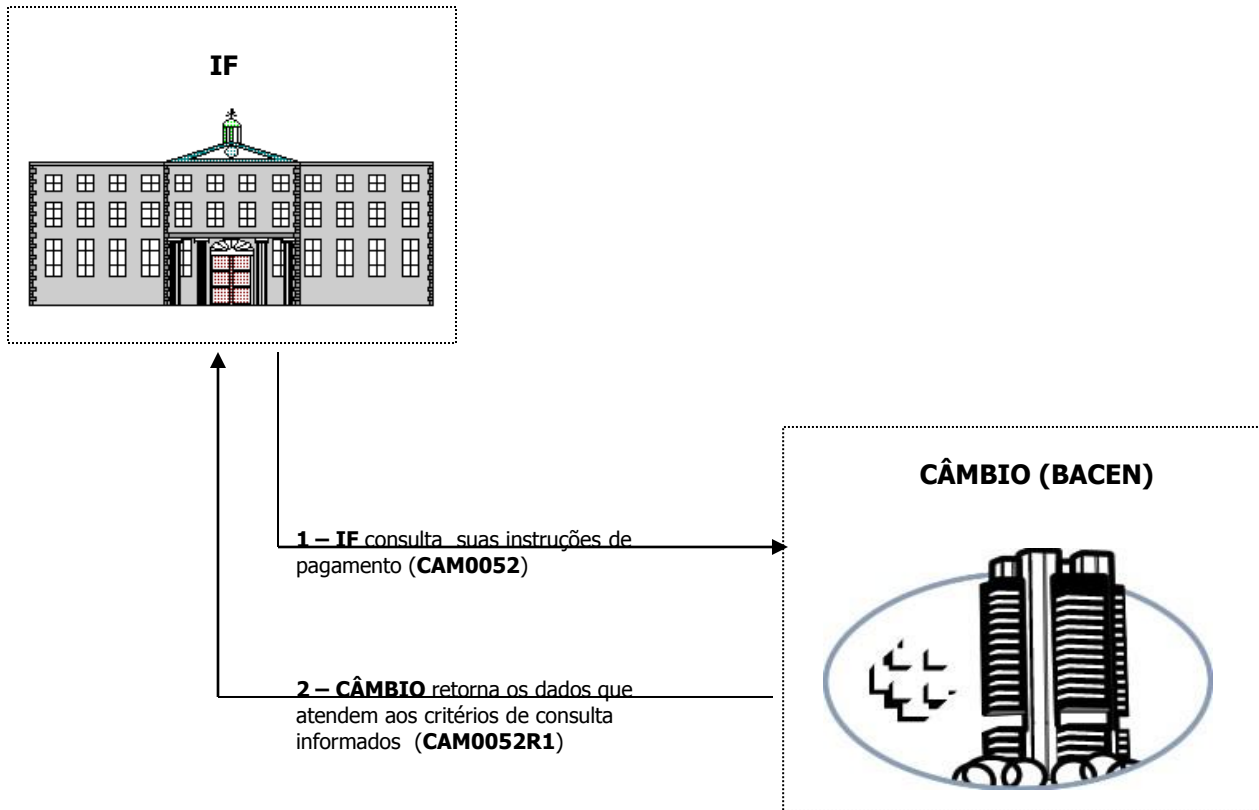 IF
CÂMBIO (BACEN)
1 – IF consulta suas instruções de
pagamento (CAM0052)
2 – CÂMBIO retorna os dados que
atendem aos critérios de consulta
informados (CAM0052R1)